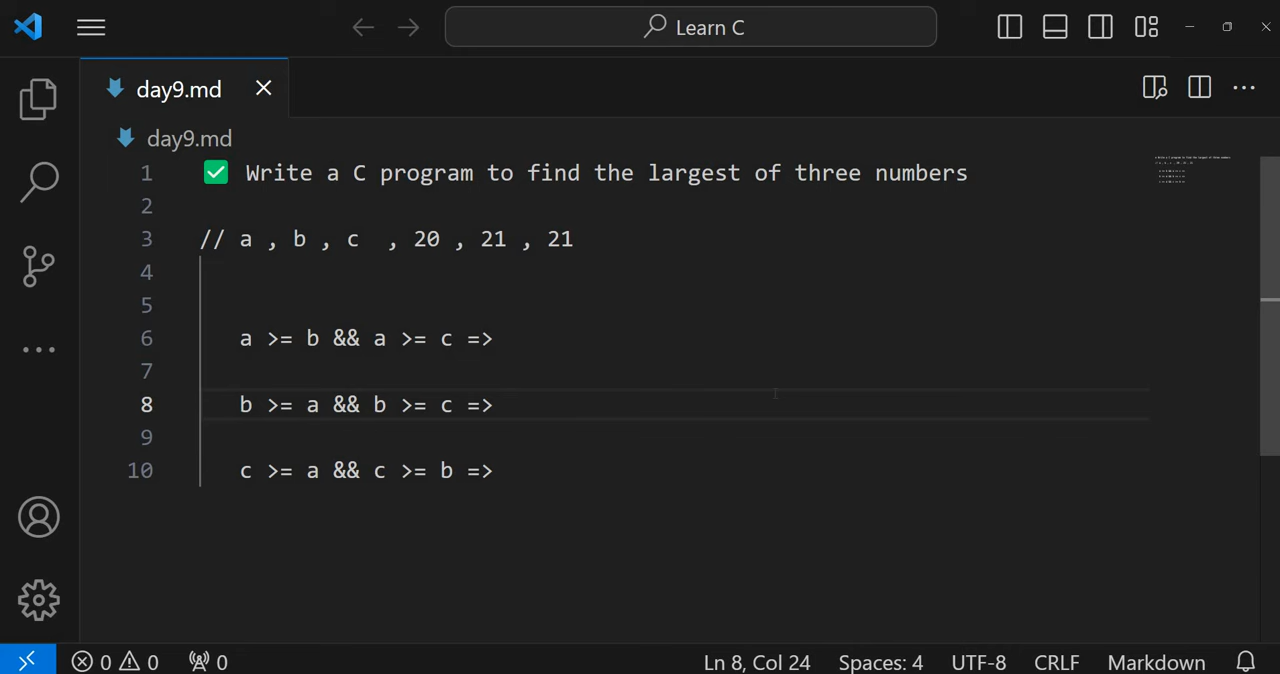 Learn C
day9.md
day9.md
1 ✅ Write a C program to find the largest of three numbers
2
3 // a , b , c , 20 , 21 , 21
4
5
6 a >= b && a >= c =>
7
8 b >= a && b >= c =>
9
10 c >= a && c >= b =>
0 0 0 Ln 8, Col 24 Spaces: 4 UTF-8 CRLF Markdown